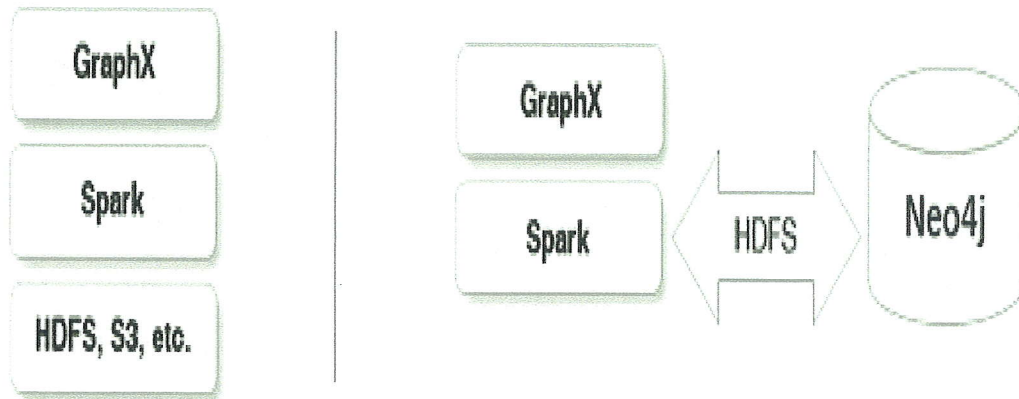 GraphX
Spark
HDFS, S3, etc.
GraphX
Spark
HDFS
Neo4j